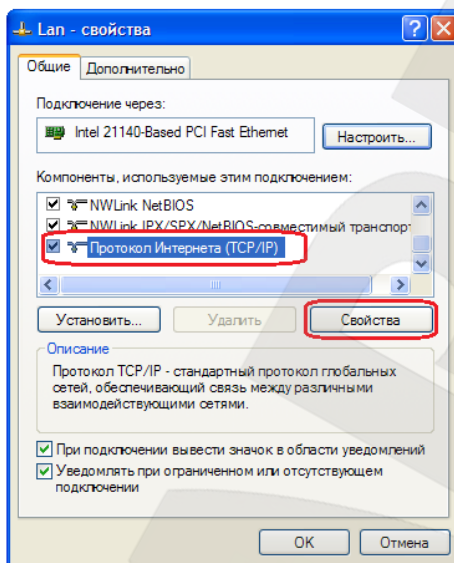 Lan - свойства
Общие Дополнительно
Подключение через:
Intel 21140-Based PCI Fast Ethernet Настроить...
Компоненты, используемые этим подключением:
NWLink NetBIOS
NWLink IPX/SPX/NetBIOS-совместимый транспорт
Протокол Интернета (TCP/IP)
Установить... Удалить Свойства
Описание
Протокол TCP/IP - стандартный протокол глобальных
сетей, обеспечивающий связь между различными
взаимодействующими сетями.
При подключении вывести значок в области уведомлений
Уведомлять при ограниченном или отсутствующем
подключении
OK Отмена